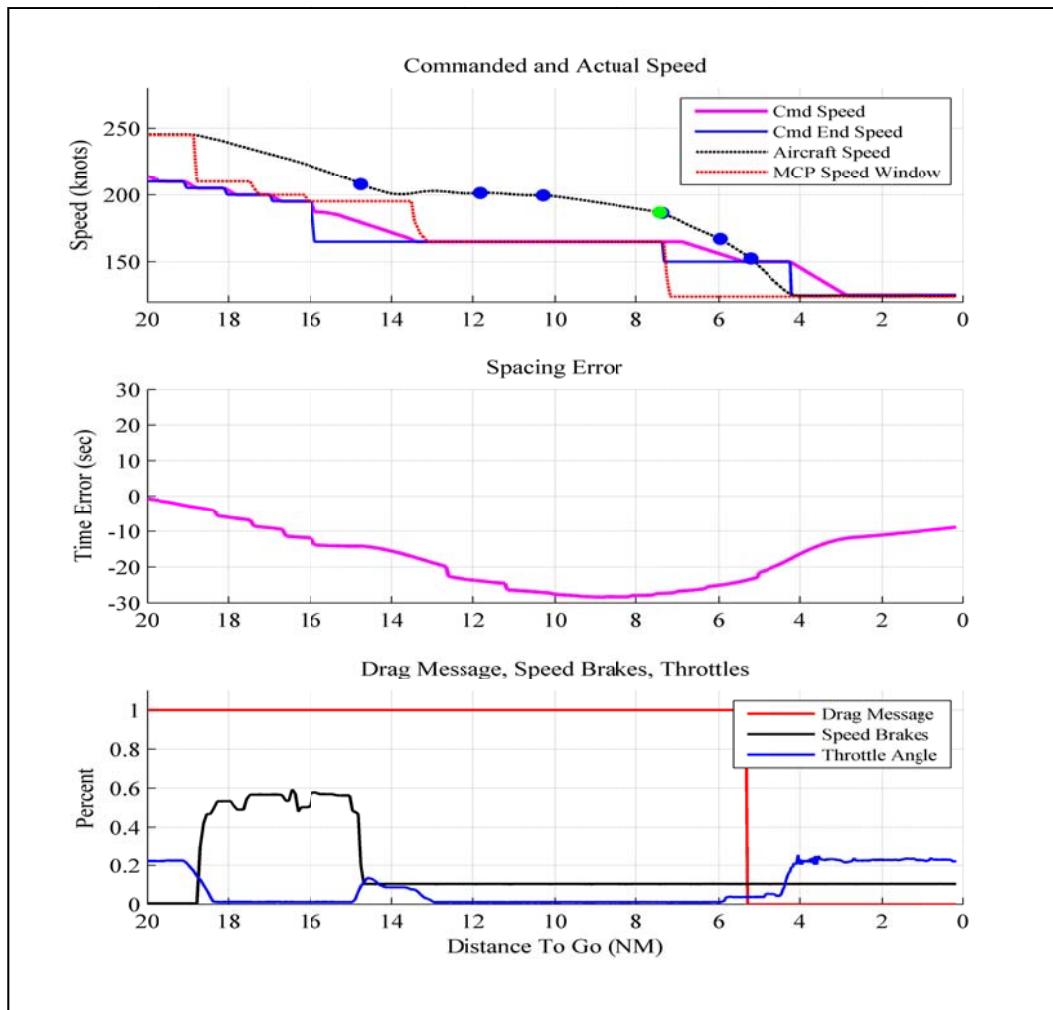 Commanded and Actual Speed
Speed (knots)
250
200
150
Cmd Speed
Cmd End Speed
Aircraft Speed
MCP Speed Window
20 18 16 14 12 10 8 6 4 2 0
Spacing Error
Time Error (sec)
30
20
10
0
-10
-20
-30
20 18 16 14 12 10 8 6 4 2 0
Drag Message, Speed Brakes, Throttles
Percent
1
0.8
0.6
0.4
0.2
0
Drag Message
Speed Brakes
Throttle Angle
20 18 16 14 12 10 8 6 4 2 0
Distance To Go (NM)